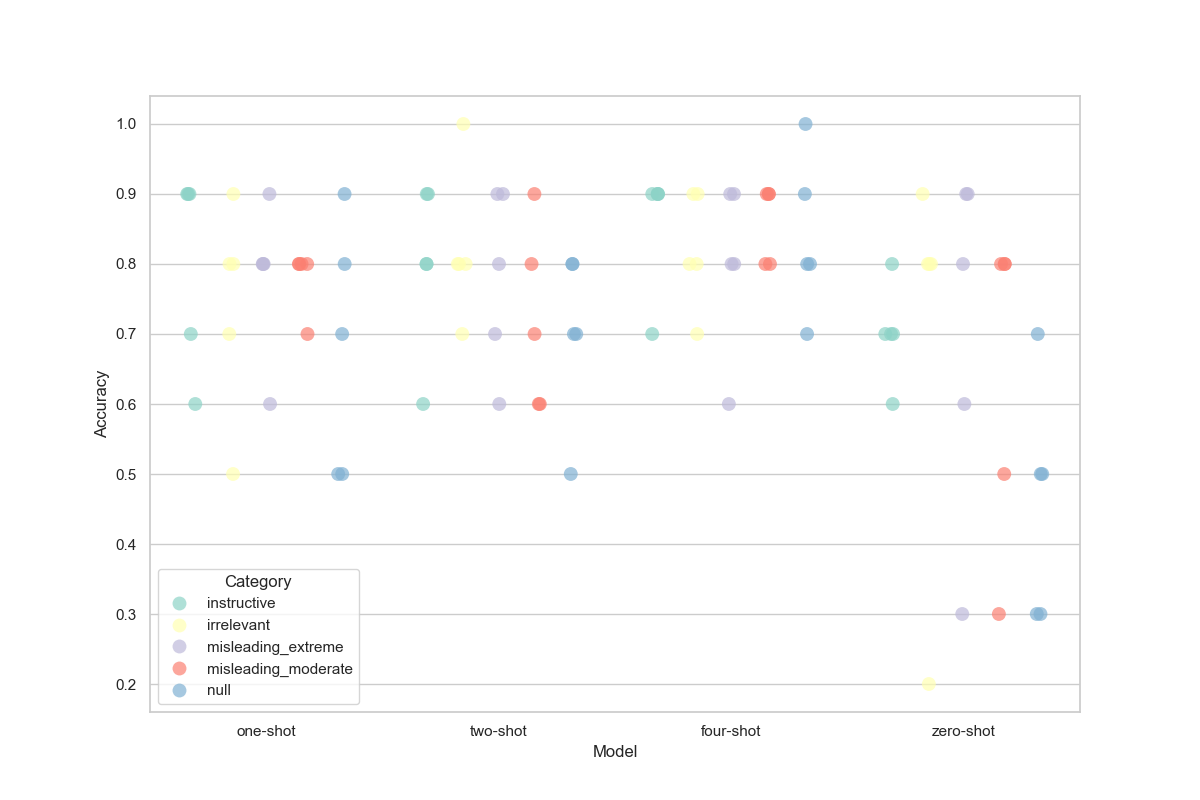 1.0
0.9
0.8
0.7
0.6
0.5
0.4
0.3
0.2
Accuracy
Category
instructive
irrelevant
misleading_extreme
misleading_moderate
null
one-shot two-shot four-shot zero-shot
Model